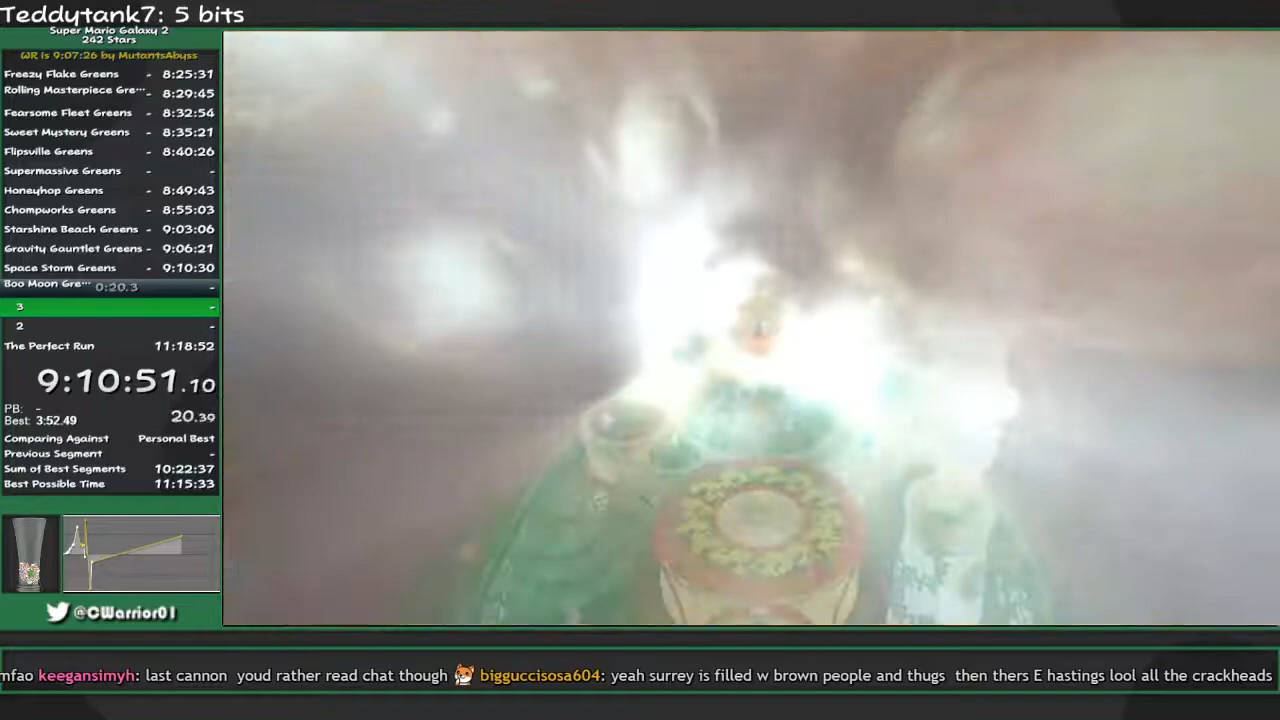 Teddytank7: 5 bits
Super Mario Galaxy 2
242 Stars
WR is 9:07:26 by MutantsAbyss
Freezy Flake Greens - 8:25:31
Rolling Masterpiece Gre… - 8:29:45
Fearsome Fleet Greens - 8:32:54
Sweet Mystery Greens - 8:35:21
Flipsville Greens - 8:40:26
Supermassive Greens - -
Honeyhop Greens - 8:49:43
Chompworks Greens - 8:55:03
Starshine Beach Greens - 9:03:06
Gravity Gauntlet Greens - 9:06:21
Space Storm Greens - 9:10:30
Boo Moon Gre… 0:20.3 -
3 -
2 -
The Perfect Run 11:18:52
9:10:51.10
PB: -
Best: 3:52.49 20.39
Comparing Against Personal Best
Previous Segment -
Sum of Best Segments 10:22:37
Best Possible Time 11:15:33
@CWarrior01
mfao keegansimyh: last cannon youd rather read chat though bigguccisosa604: yeah surrey is filled w brown people and thugs then thers E hastings lool all the crackheads